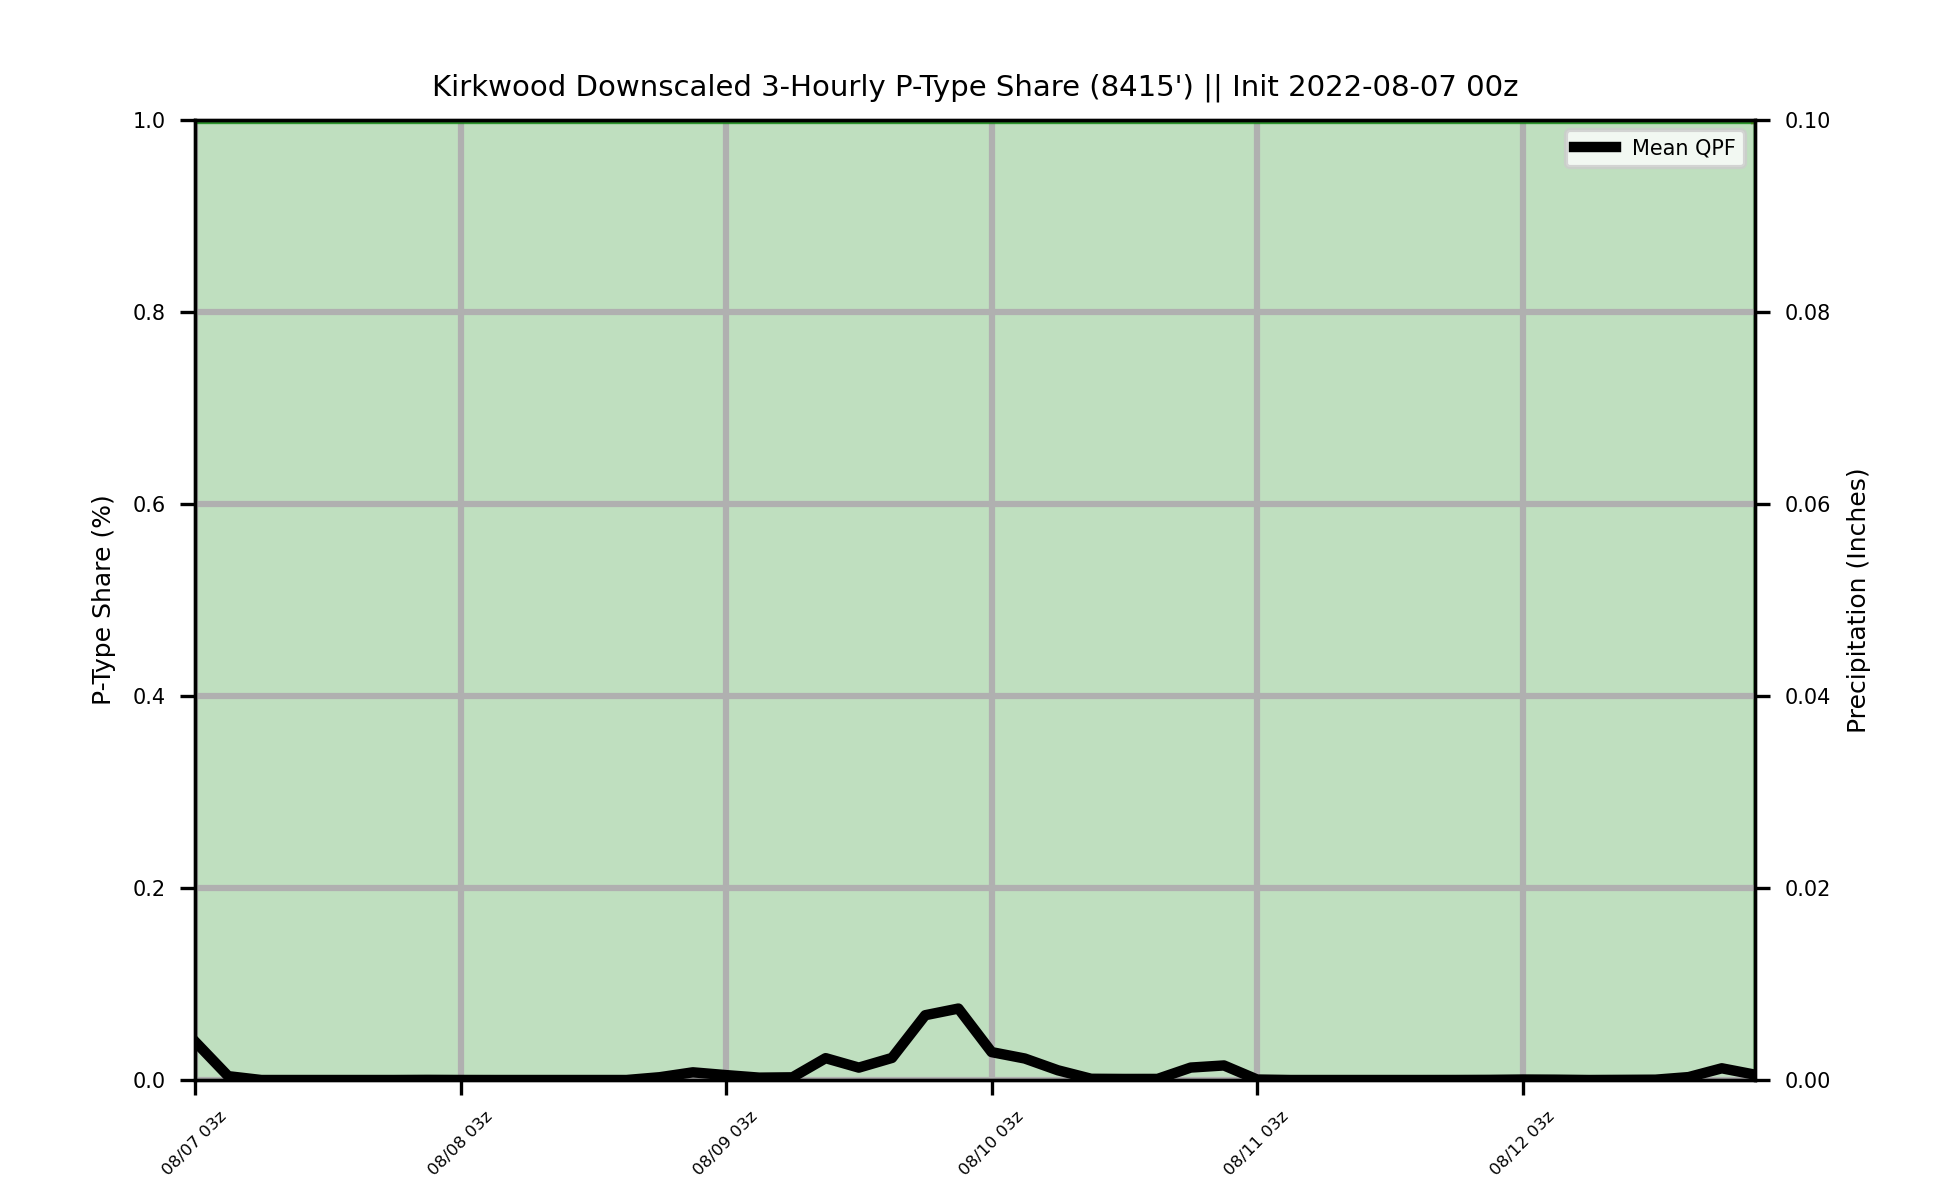 Kirkwood Downscaled 3-Hourly P-Type Share (8415') || Init 2022-08-07 00z
Mean QPF
1.0
0.8
0.6
0.4
0.2
0.0
P-Type Share (%)
0.10
0.08
0.06
0.04
0.02
0.00
Precipitation (Inches)
08/07 03z
08/08 03z
08/09 03z
08/10 03z
08/11 03z
08/12 03z